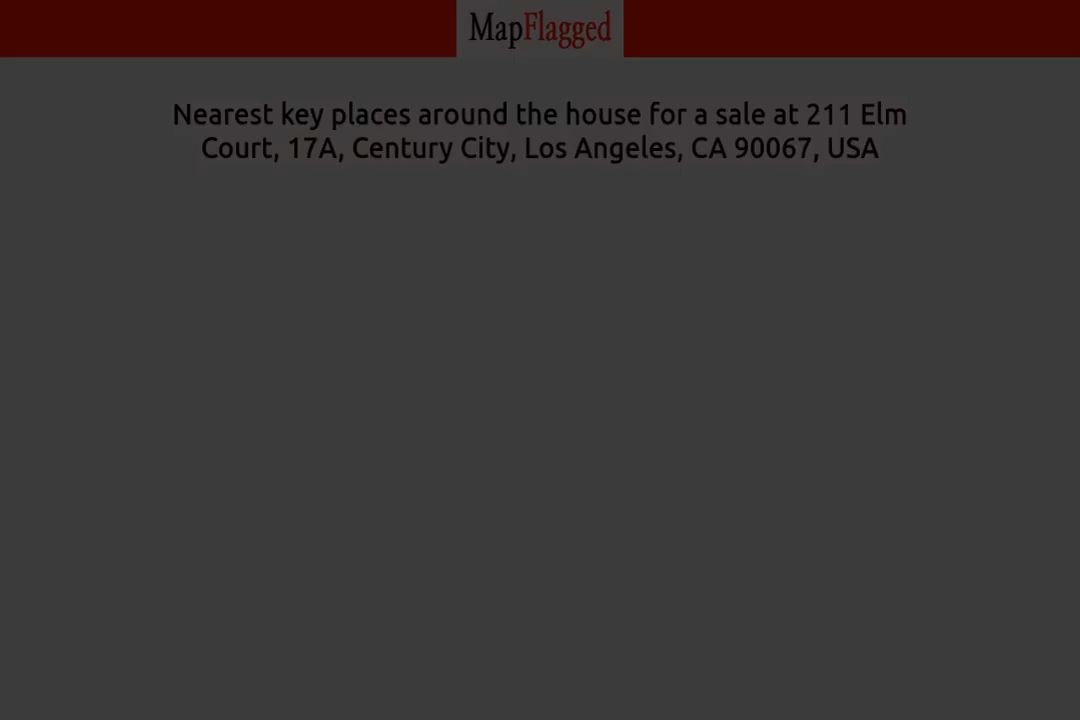 MapFlagged
Nearest key places around the house for a sale at 211 Elm
Court, 17A, Century City, Los Angeles, CA 90067, USA